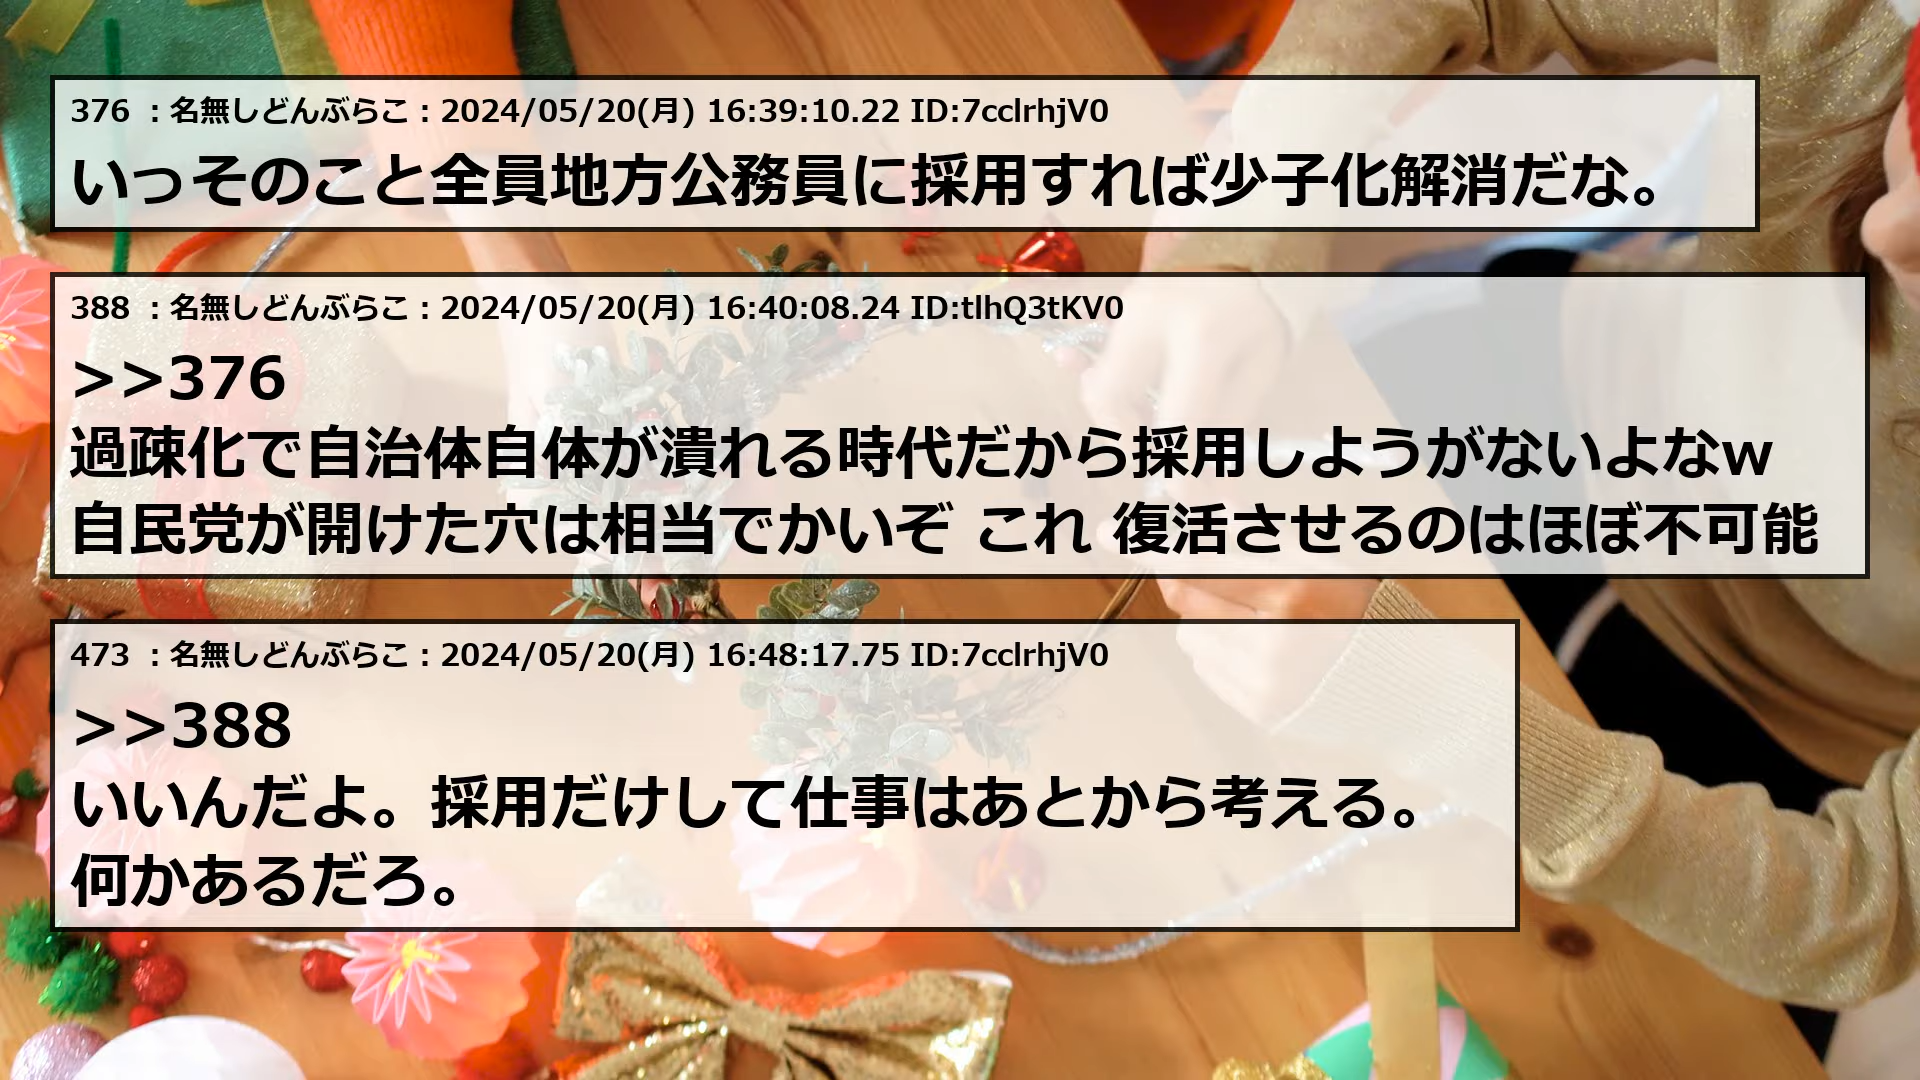 376 ：名無しどんぶらこ：2024/05/20(月) 16:39:10.22 ID:7cclrhjV0
いっそのこと全員地方公務員に採用すれば少子化解消だな。
388 ：名無しどんぶらこ：2024/05/20(月) 16:40:08.24 ID:tlhQ3tKV0
>>376
過疎化で自治体自体が潰れる時代だから採用しようがないよなw
自民党が開けた穴は相当でかいぞ これ 復活させるのはほぼ不可能
473 ：名無しどんぶらこ：2024/05/20(月) 16:48:17.75 ID:7cclrhjV0
>>388
いいんだよ。採用だけして仕事はあとから考える。
何かあるだろ。